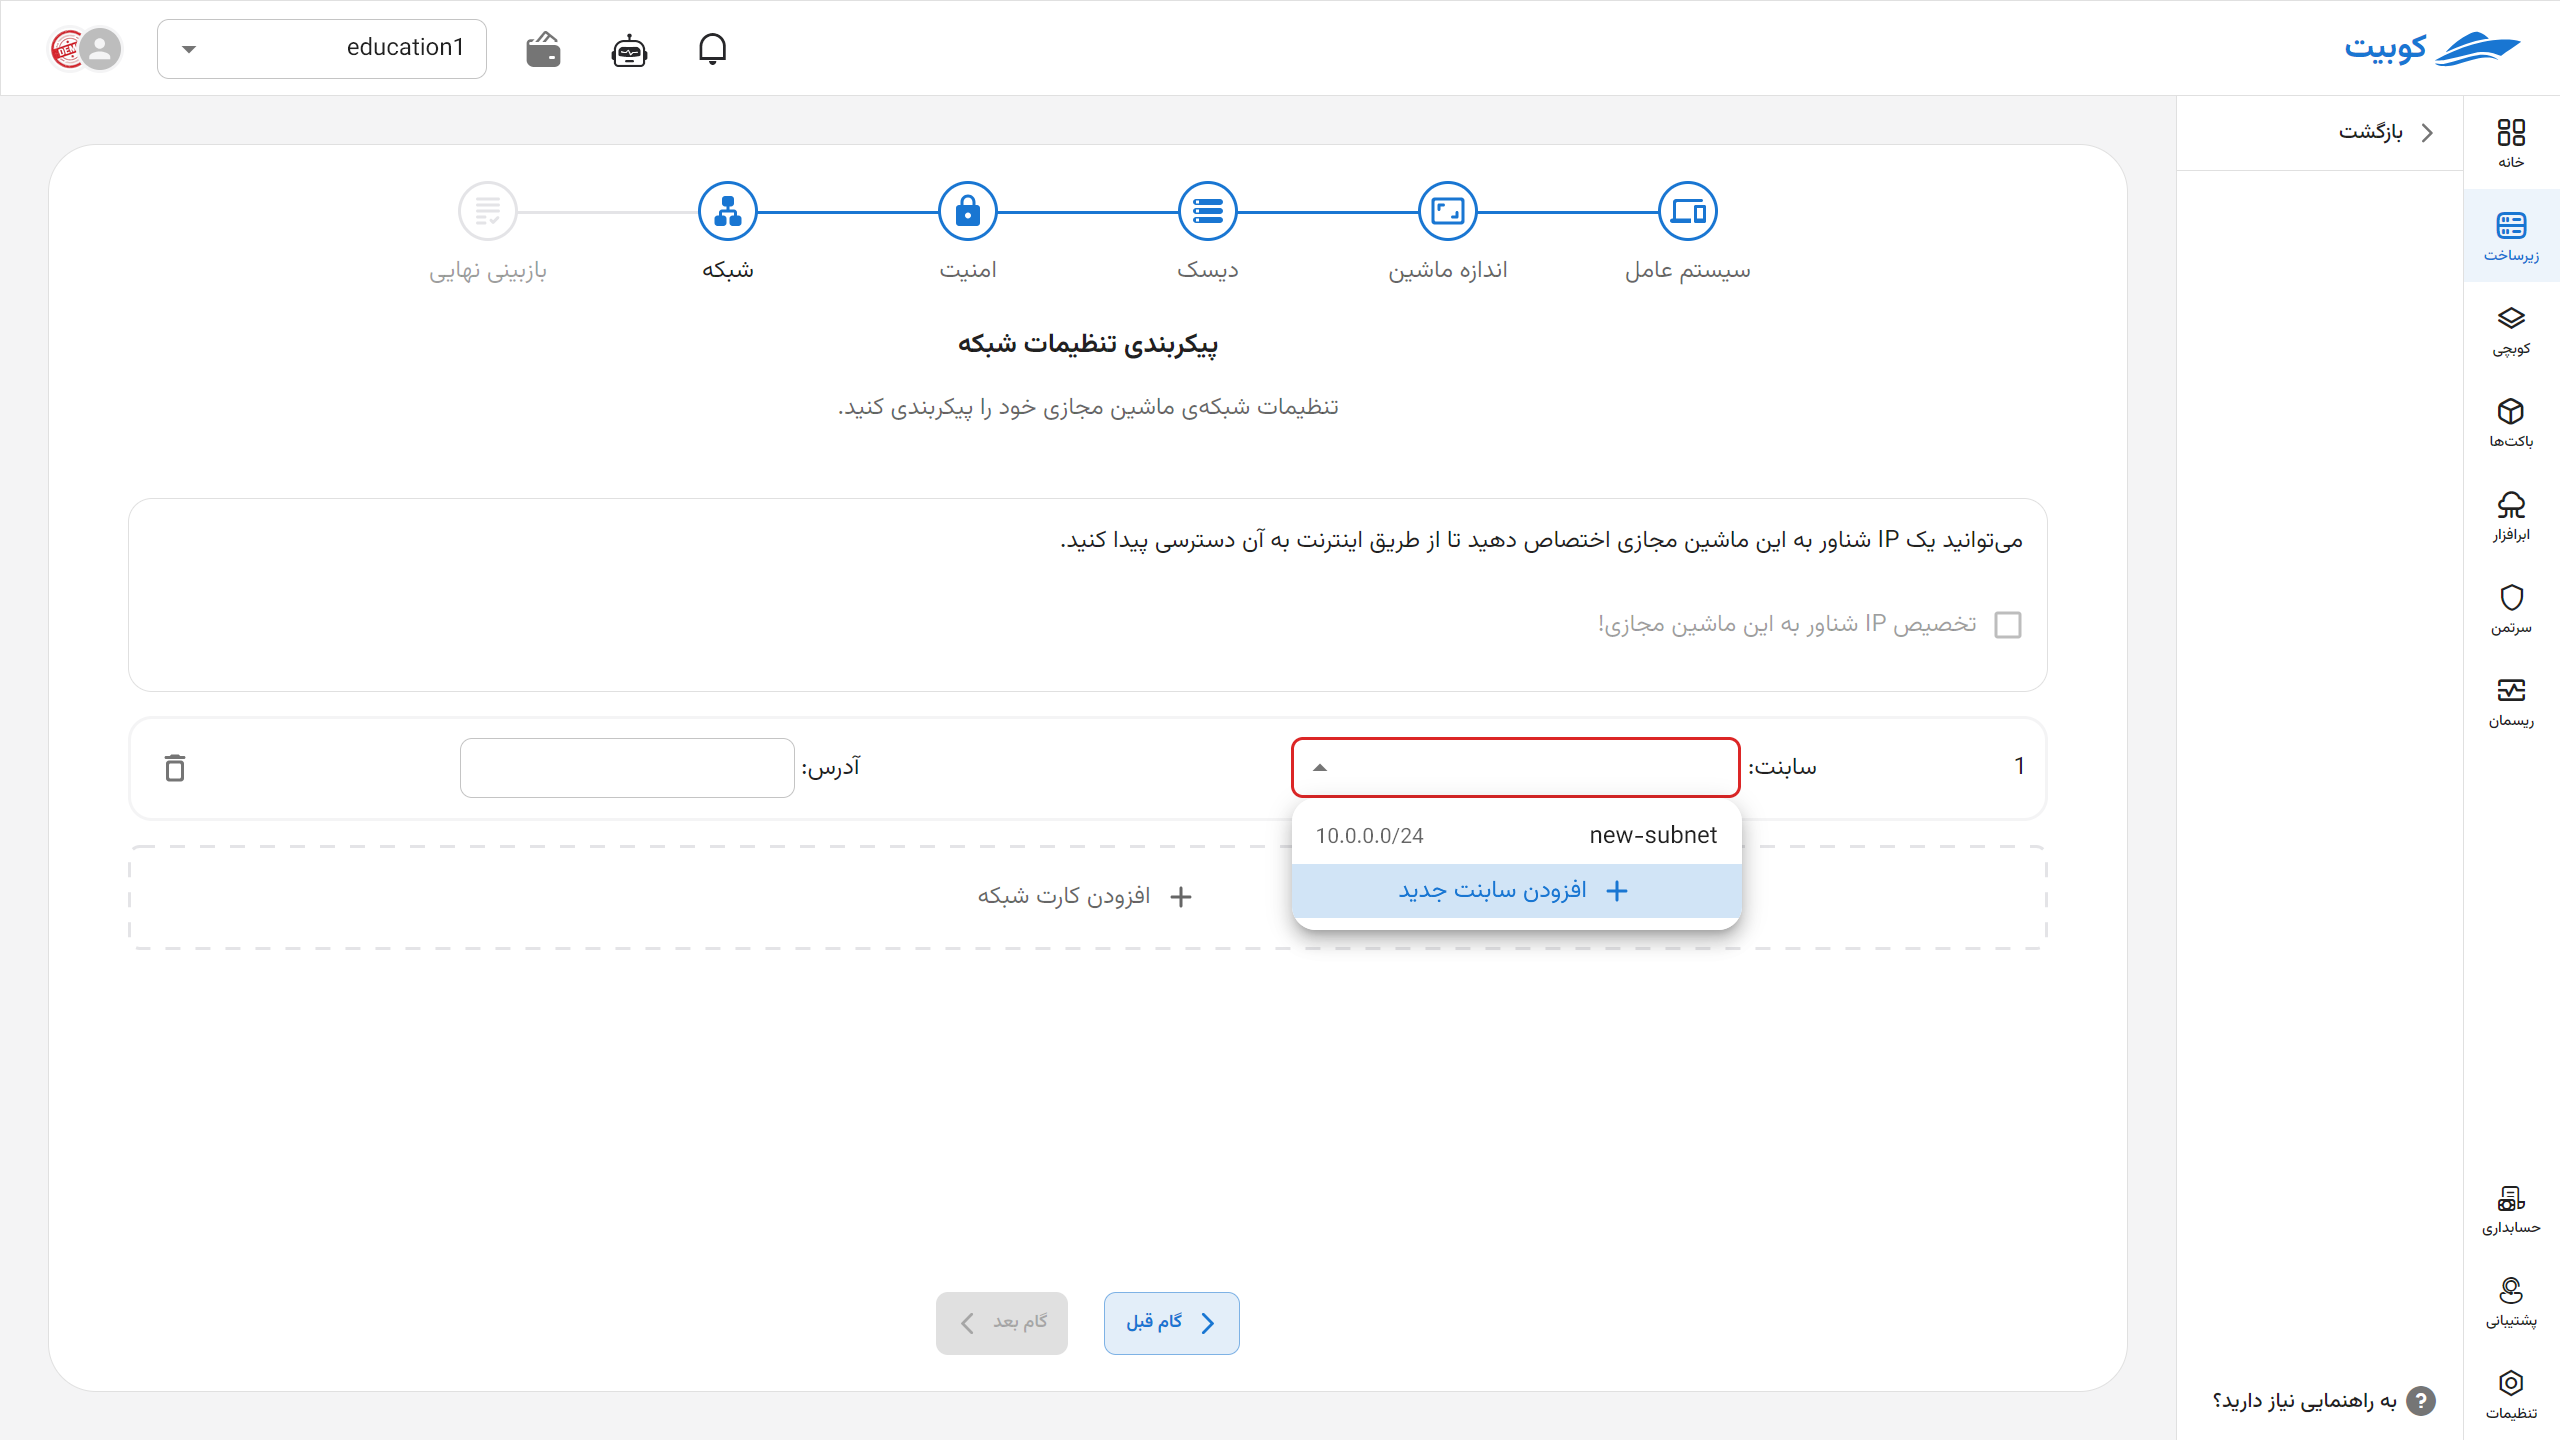 کوبیت
education1
بازگشت
خانه
زیرساخت
کوبچی
باکت‌ها
ابرافزار
سرتمن
ریسمان
حسابداری
پشتیبانی
تنظیمات
به راهنمایی نیاز دارید؟
سیستم عامل
اندازه ماشین
دیسک
امنیت
شبکه
بازبینی نهایی
پیکربندی تنظیمات شبکه
تنظیمات شبکه‌ی ماشین مجازی خود را پیکربندی کنید.
می‌توانید یک IP شناور به این ماشین مجازی اختصاص دهید تا از طریق اینترنت به آن دسترسی پیدا کنید.
تخصیص IP شناور به این ماشین مجازی!
1
سابنت:
آدرس:
new-subnet 10.0.0.0/24
افزودن سابنت جدید
افزودن کارت شبکه
گام قبل
گام بعد